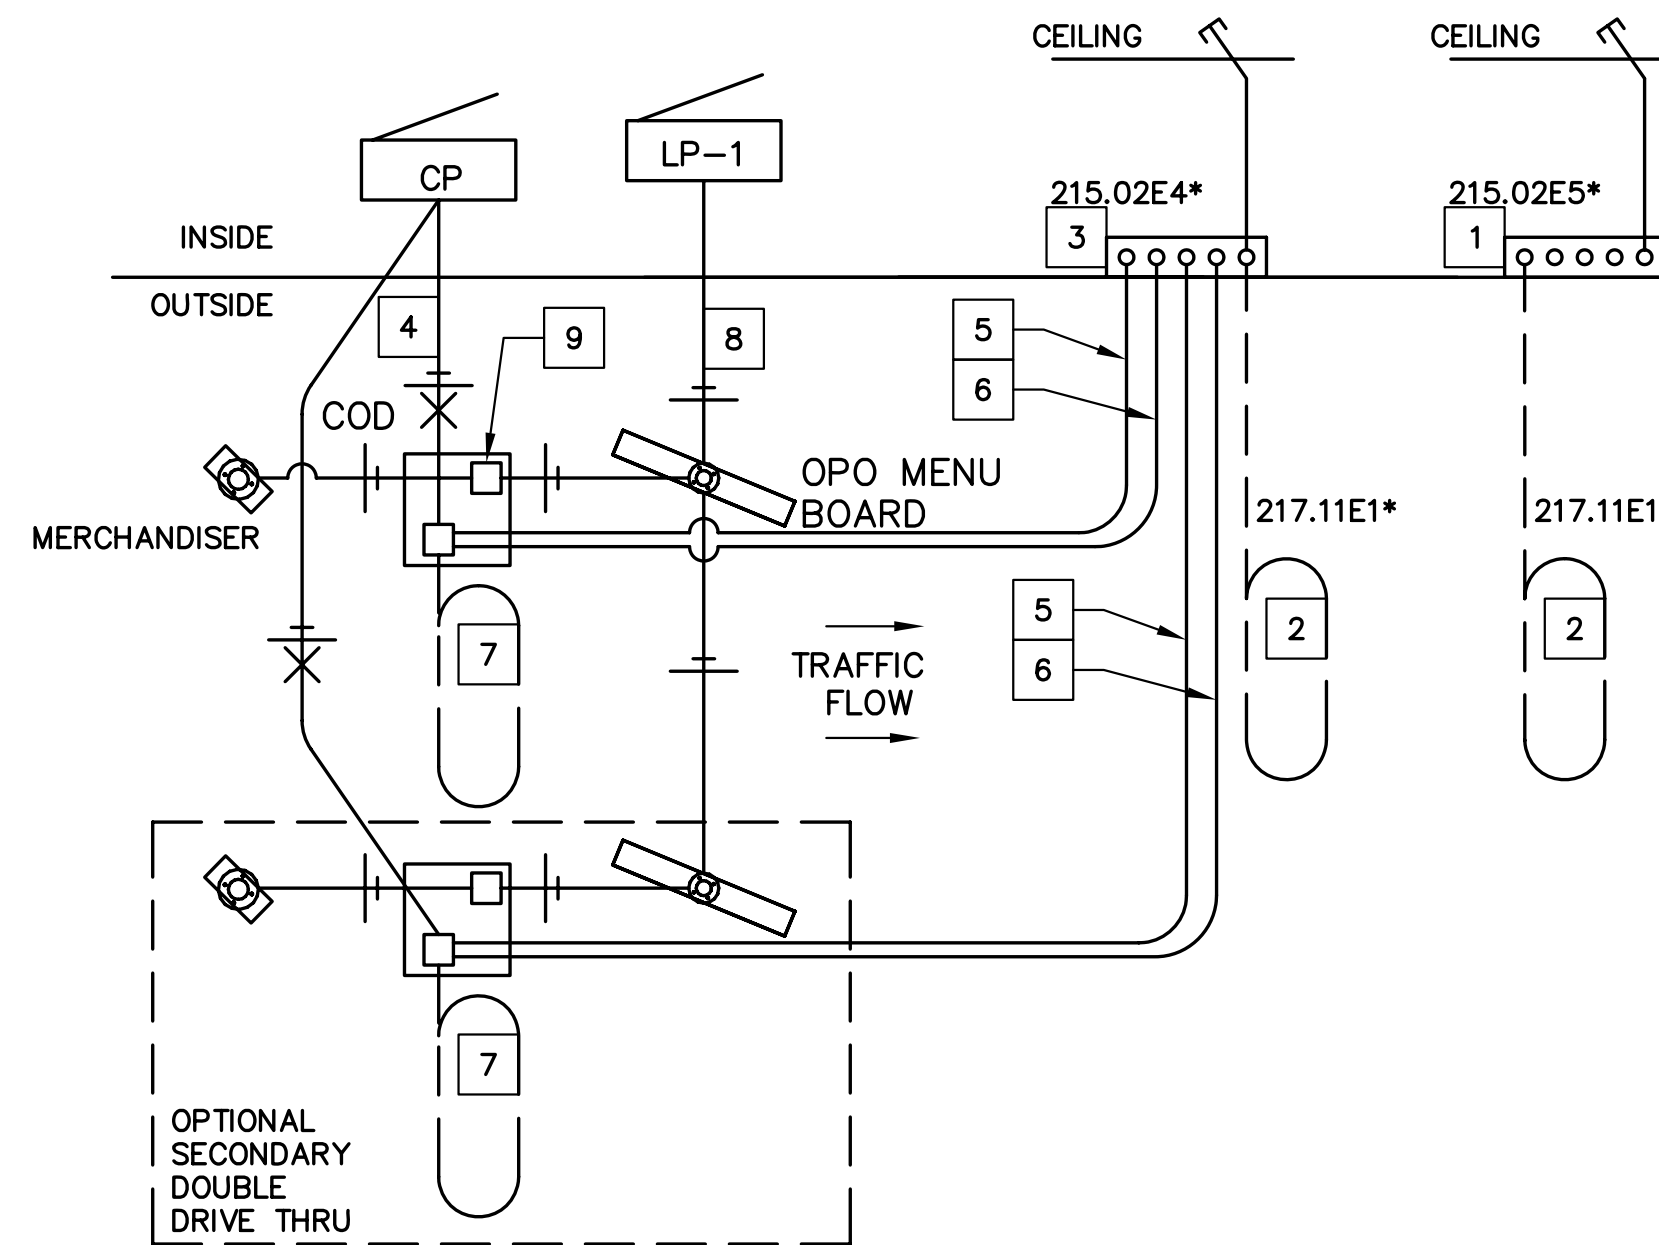 CEILING
CEILING
CP
LP-1
215.02E4*
215.02E5*
INSIDE
3
1
OUTSIDE
4
9
8
5
6
COD
OPO MENU
BOARD
MERCHANDISER
217.11E1*
217.11E1
5
6
2
2
7
TRAFFIC
FLOW
7
OPTIONAL
SECONDARY
DOUBLE
DRIVE THRU